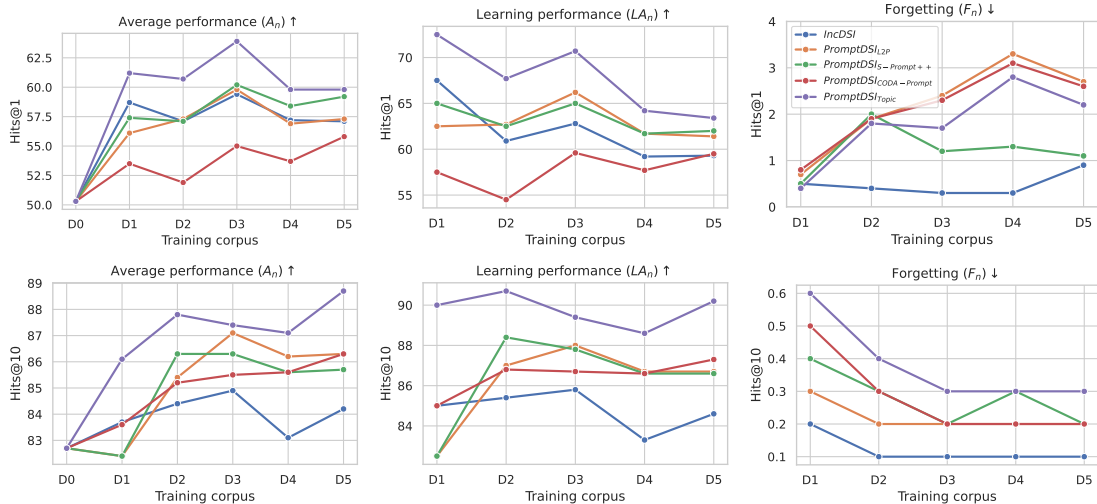 Average performance (Aₙ) ↑
Hits@1
62.5
60.0
57.5
55.0
52.5
50.0
D0 D1 D2 D3 D4 D5
Training corpus
Learning performance (LAₙ) ↑
Hits@1
70
65
60
55
D1 D2 D3 D4 D5
Training corpus
Forgetting (Fₙ) ↓
Hits@1
4
3
2
1
0
IncDSI
PromptDSI_L2P
PromptDSI_S−Prompt++
PromptDSI_CODA−Prompt
PromptDSI_Topic
D1 D2 D3 D4 D5
Training corpus
Average performance (Aₙ) ↑
Hits@10
89
88
87
86
85
84
83
D0 D1 D2 D3 D4 D5
Training corpus
Learning performance (LAₙ) ↑
Hits@10
90
88
86
84
D1 D2 D3 D4 D5
Training corpus
Forgetting (Fₙ) ↓
Hits@10
0.6
0.5
0.4
0.3
0.2
0.1
D1 D2 D3 D4 D5
Training corpus